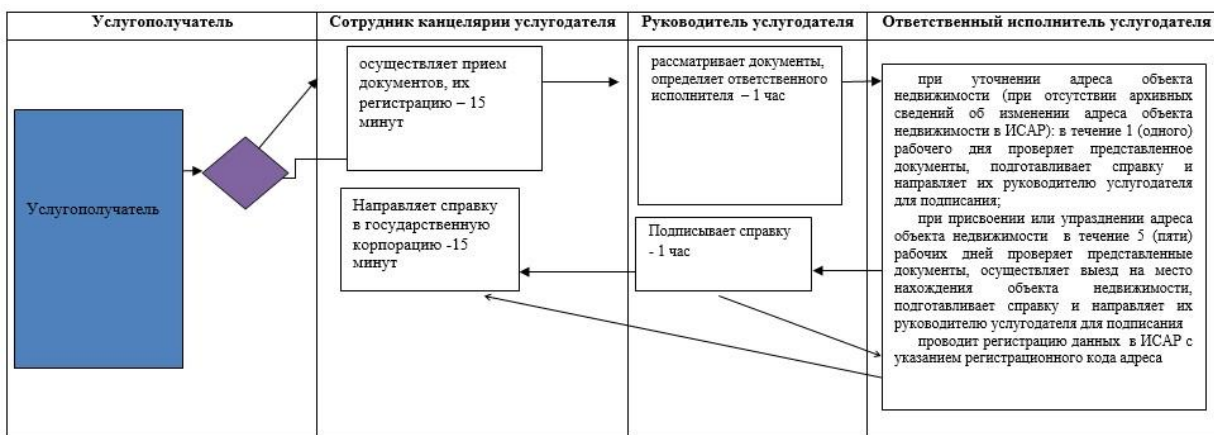 Услугополучатель
Сотрудник канцелярии услугодателя
Руководитель услугодателя
Ответственный исполнитель услугодателя
Услугополучатель
осуществляет прием
документов, их
регистрацию – 15
минут
Направляет справку
в государственную
корпорацию -15
минут
рассматривает документы,
определяет ответственного
исполнителя – 1 час
Подписывает справку
- 1 час
при уточнении адреса объекта
недвижимости (при отсутствии архивных
сведений об изменении адреса объекта
недвижимости в ИСАР): в течение 1 (одного)
рабочего дня проверяет представленное
документы, подготавливает справку и
направляет их руководителю услугодателя
для подписания;
при присвоении или упразднении адреса
объекта недвижимости в течение 5 (пяти)
рабочих дней проверяет представленные
документы, осуществляет выезд на место
нахождения объекта недвижимости,
подготавливает справку и направляет их
руководителю услугодателя для подписания
проводит регистрацию данных в ИСАР с
указанием регистрационного кода адреса